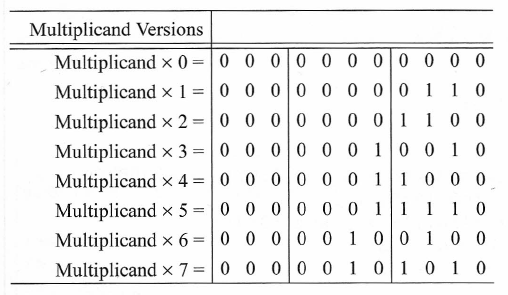 Multiplicand Versions
Multiplicand × 0 = 0 0 0 0 0 0 0 0 0 0 0
Multiplicand × 1 = 0 0 0 0 0 0 0 0 1 1 0
Multiplicand × 2 = 0 0 0 0 0 0 0 1 1 0 0
Multiplicand × 3 = 0 0 0 0 0 0 1 0 0 1 0
Multiplicand × 4 = 0 0 0 0 0 0 1 1 0 0 0
Multiplicand × 5 = 0 0 0 0 0 0 1 1 1 1 0
Multiplicand × 6 = 0 0 0 0 0 1 0 0 1 0 0
Multiplicand × 7 = 0 0 0 0 0 1 0 1 0 1 0